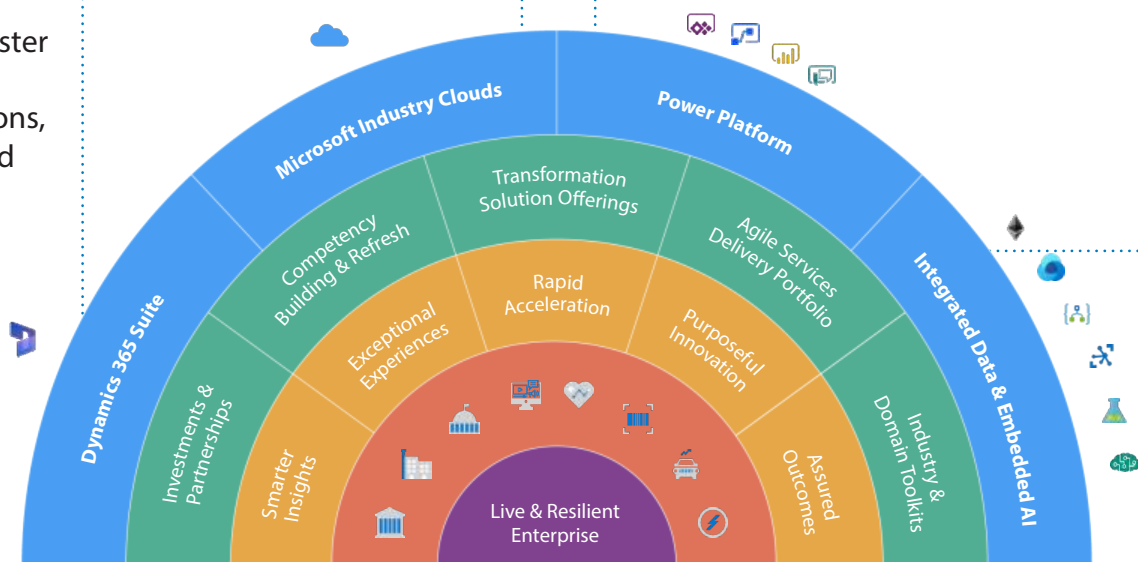 ster
ons,
d
Microsoft Industry Clouds
Power Platform
Dynamics 365 Suite
Integrated Data & Embedded AI
Transformation
Solution Offerings
Competency
Building & Refresh
Agile Services
Delivery Portfolio
Investments &
Partnerships
Industry &
Domain Toolkits
Rapid
Acceleration
Exceptional
Experiences
Purposeful
Innovation
Smarter
Insights
Assured
Outcomes
Live & Resilient
Enterprise